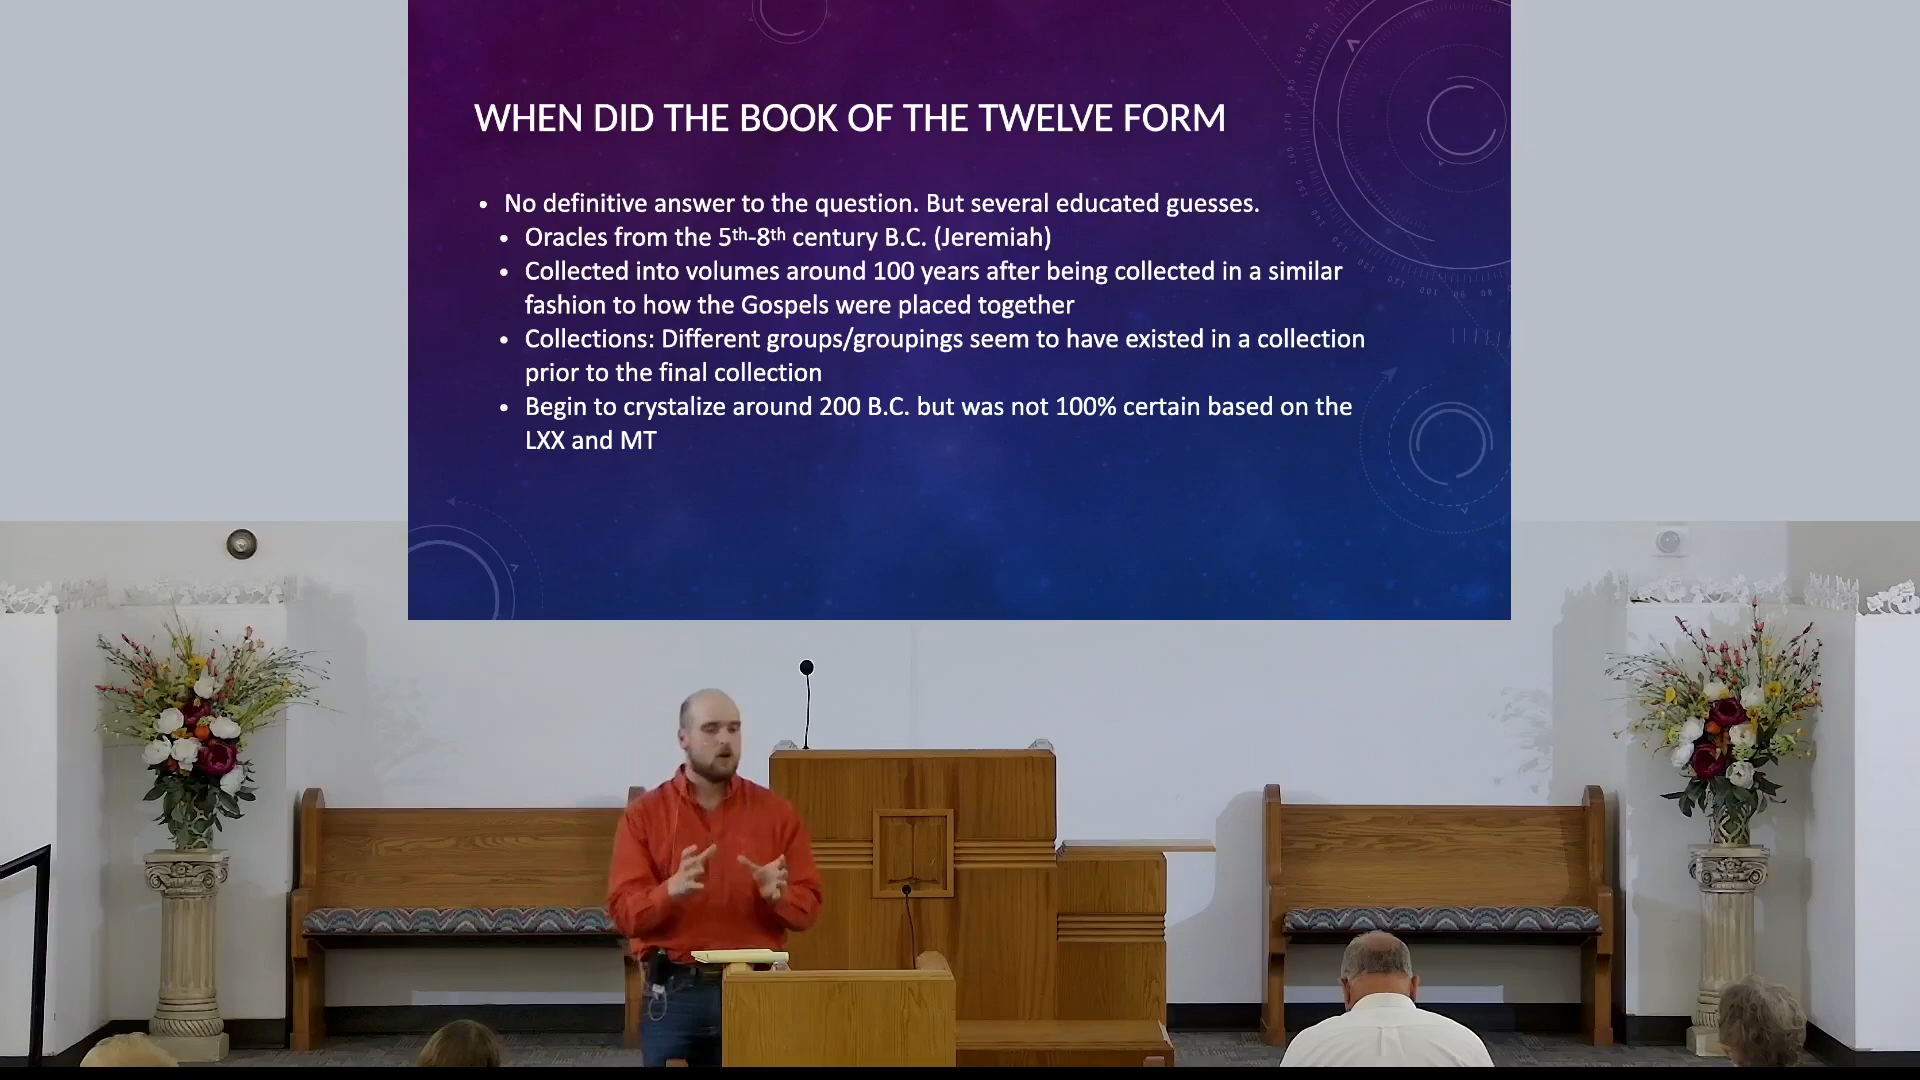 WHEN DID THE BOOK OF THE TWELVE FORM
• No definitive answer to the question. But several educated guesses.
• Oracles from the 5th-8th century B.C. (Jeremiah)
• Collected into volumes around 100 years after being collected in a similar
fashion to how the Gospels were placed together
• Collections: Different groups/groupings seem to have existed in a collection
prior to the final collection
• Begin to crystalize around 200 B.C. but was not 100% certain based on the
LXX and MT